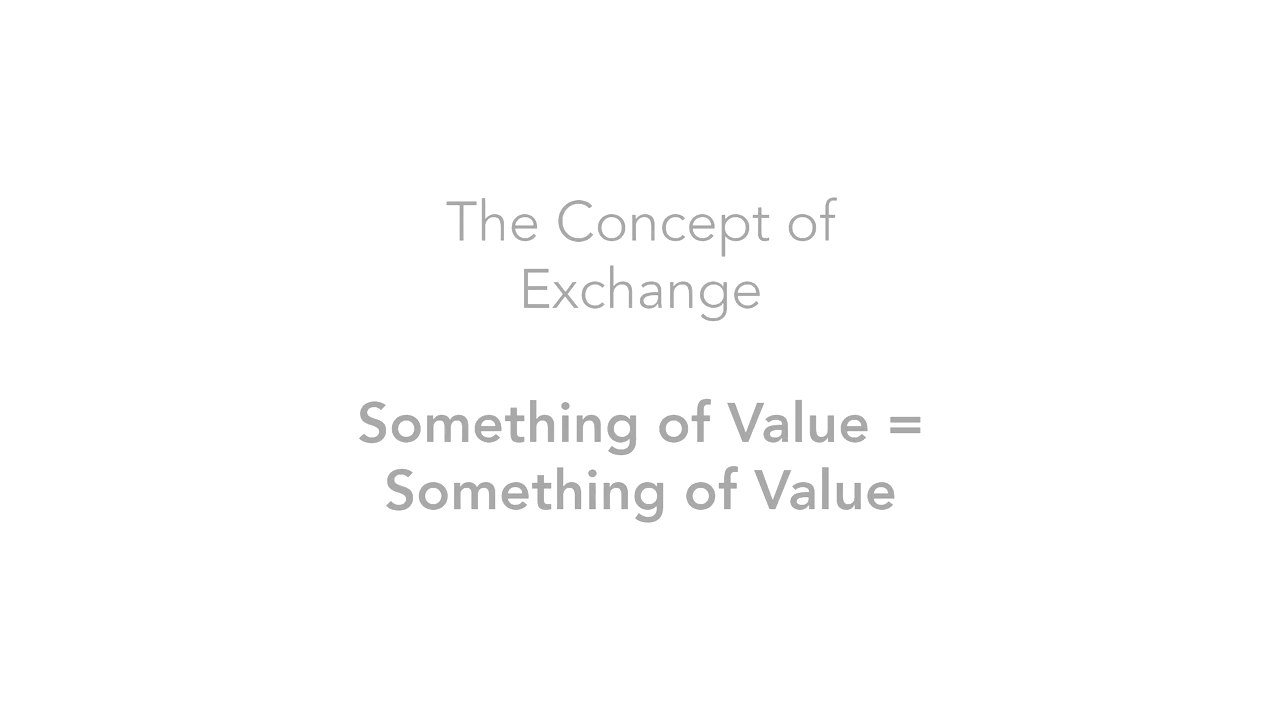 The Concept of
Exchange
Something of Value =
Something of Value